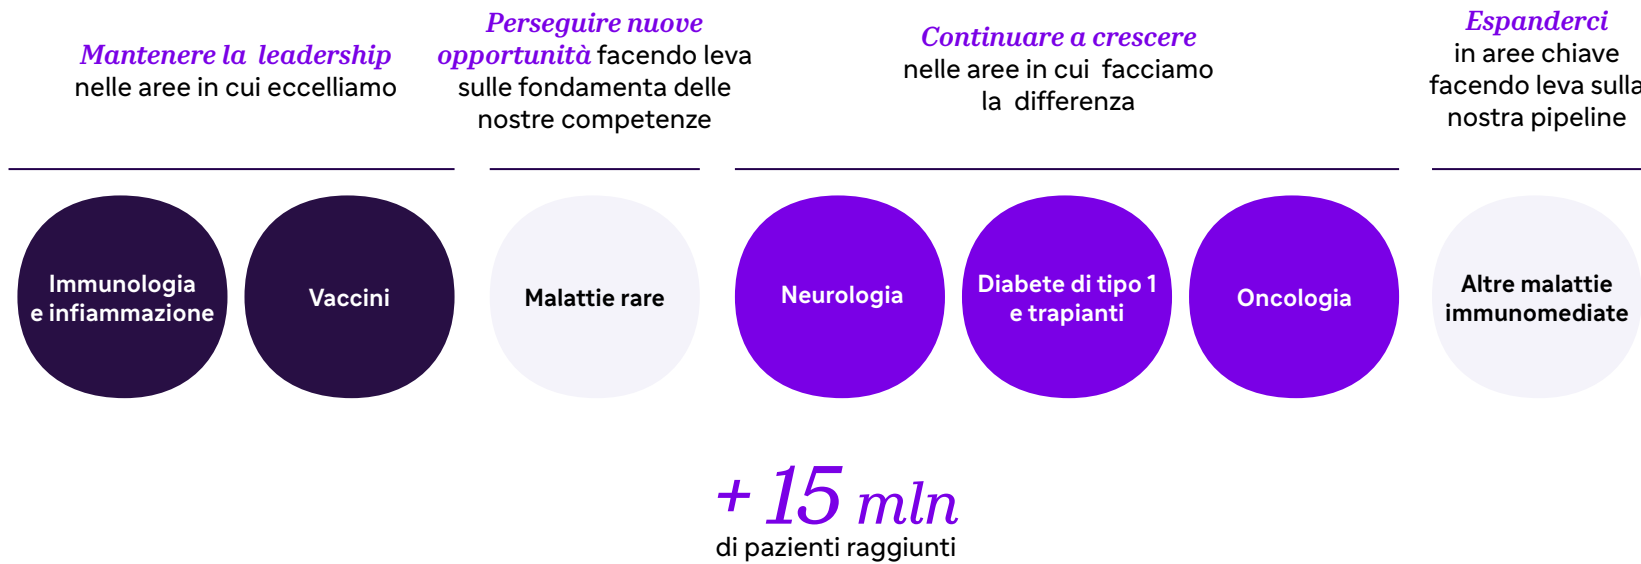 Mantenere la leadership
nelle aree in cui eccelliamo
Perseguire nuove
opportunità facendo leva
sulle fondamenta delle
nostre competenze
Continuare a crescere
nelle aree in cui facciamo
la differenza
Espanderci
in aree chiave
facendo leva sulla
nostra pipeline
Immunologia
e infiammazione
Vaccini
Malattie rare
Neurologia
Diabete di tipo 1
e trapianti
Oncologia
Altre malattie
immunomediate
+ 15 mln
di pazienti raggiunti